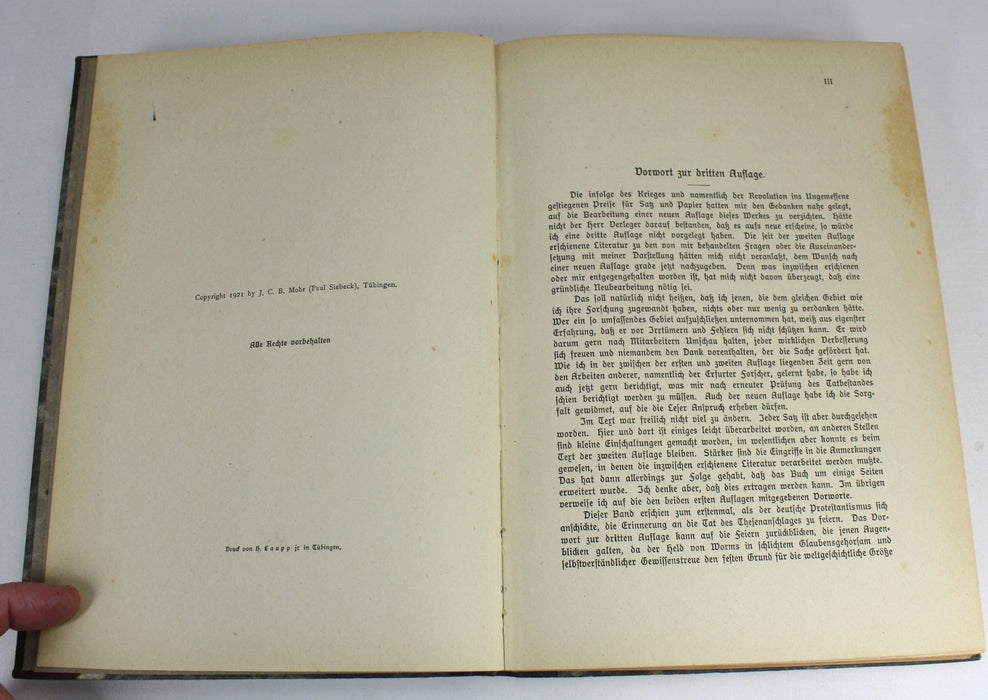 Copyright 1921 by J. C. B. Mohr (Paul Siebeck), Tübingen.
Alle Rechte vorbehalten
Druck von H. Laupp jr in Tübingen,
III
Vorwort zur dritten Auflage.
Die infolge des Krieges und namentlich der Revolution ins Ungemessene
gestiegenen Preise für Satz und Papier hatten mir den Gedanken nahe gelegt,
auf die Bearbeitung einer neuen Auflage dieses Werkes zu verzichten. Hätte
nicht der Herr Verleger darauf bestanden, daß es aufs neue erscheine, so würde
ich eine dritte Auflage nicht vorgelegt haben. Die seit der zweiten Auflage
erschienene Literatur zu den von mir behandelten Fragen oder die Auseinander-
setzung mit meiner Darstellung hätten mich nicht veranlaßt, dem Wunsch nach
einer neuen Auflage grade jetzt nachzugeben. Denn was inzwischen erschienen
oder mir entgegengehalten worden ist, hat mich nicht davon überzeugt, daß eine
gründliche Neubearbeitung nötig sei.
Das soll natürlich nicht heißen, daß ich jenen, die dem gleichen Gebiet wie
ich ihre Forschung zugewandt haben, nichts oder nur wenig zu verdanken hätte.
Wer ein so umfassendes Gebiet aufzuschließen unternommen hat, weiß aus eigenster
Erfahrung, daß er vor Irrtümern und Fehlern sich nicht schützen kann. Er wird
darum gern nach Mitarbeitern Umschau halten, jeder wirklichen Verbesserung
sich freuen und niemandem den Dank vorenthalten, der die Sache gefördert hat.
Wie ich in der zwischen der ersten und zweiten Auflage liegenden Zeit gern von
den Arbeiten anderer, namentlich der Erfurter Forscher, gelernt habe, so habe ich
auch jetzt gern berichtigt, was mir nach erneuter Prüfung des Tatbestandes
schien berichtigt werden zu müssen. Auch der neuen Auflage habe ich die Sorg-
falt gewidmet, auf die die Leser Anspruch erheben dürfen.
Im Text war freilich nicht viel zu ändern. Jeder Satz ist aber durchgesehen
worden. Hier und dort ist einiges leicht überarbeitet worden, an anderen Stellen
sind kleine Einschaltungen gemacht worden, im wesentlichen aber konnte es beim
Text der zweiten Auflage bleiben. Stärker sind die Eingriffe in die Anmerkungen
gewesen, in denen die inzwischen erschienene Literatur verarbeitet werden mußte.
Das hat dann allerdings zur Folge gehabt, daß das Buch um einige Seiten
erweitert wurde. Ich denke aber, daß dies ertragen werden kann. Im übrigen
verweise ich auf die den beiden ersten Auflagen mitgegebenen Vorworte.
Dieser Band erschien zum erstenmal, als der deutsche Protestantismus sich
anschickte, die Erinnerung an die Tat des Thesenanschlages zu feiern. Das Vor-
wort zur dritten Auflage kann auf die Feiern zurückblicken, die jenen Augen-
blicken galten, da der Held von Worms in schlichtem Glaubensgehorsam und
selbstverständlicher Gewissenstreue den festen Grund für die weltgeschichtliche Größe